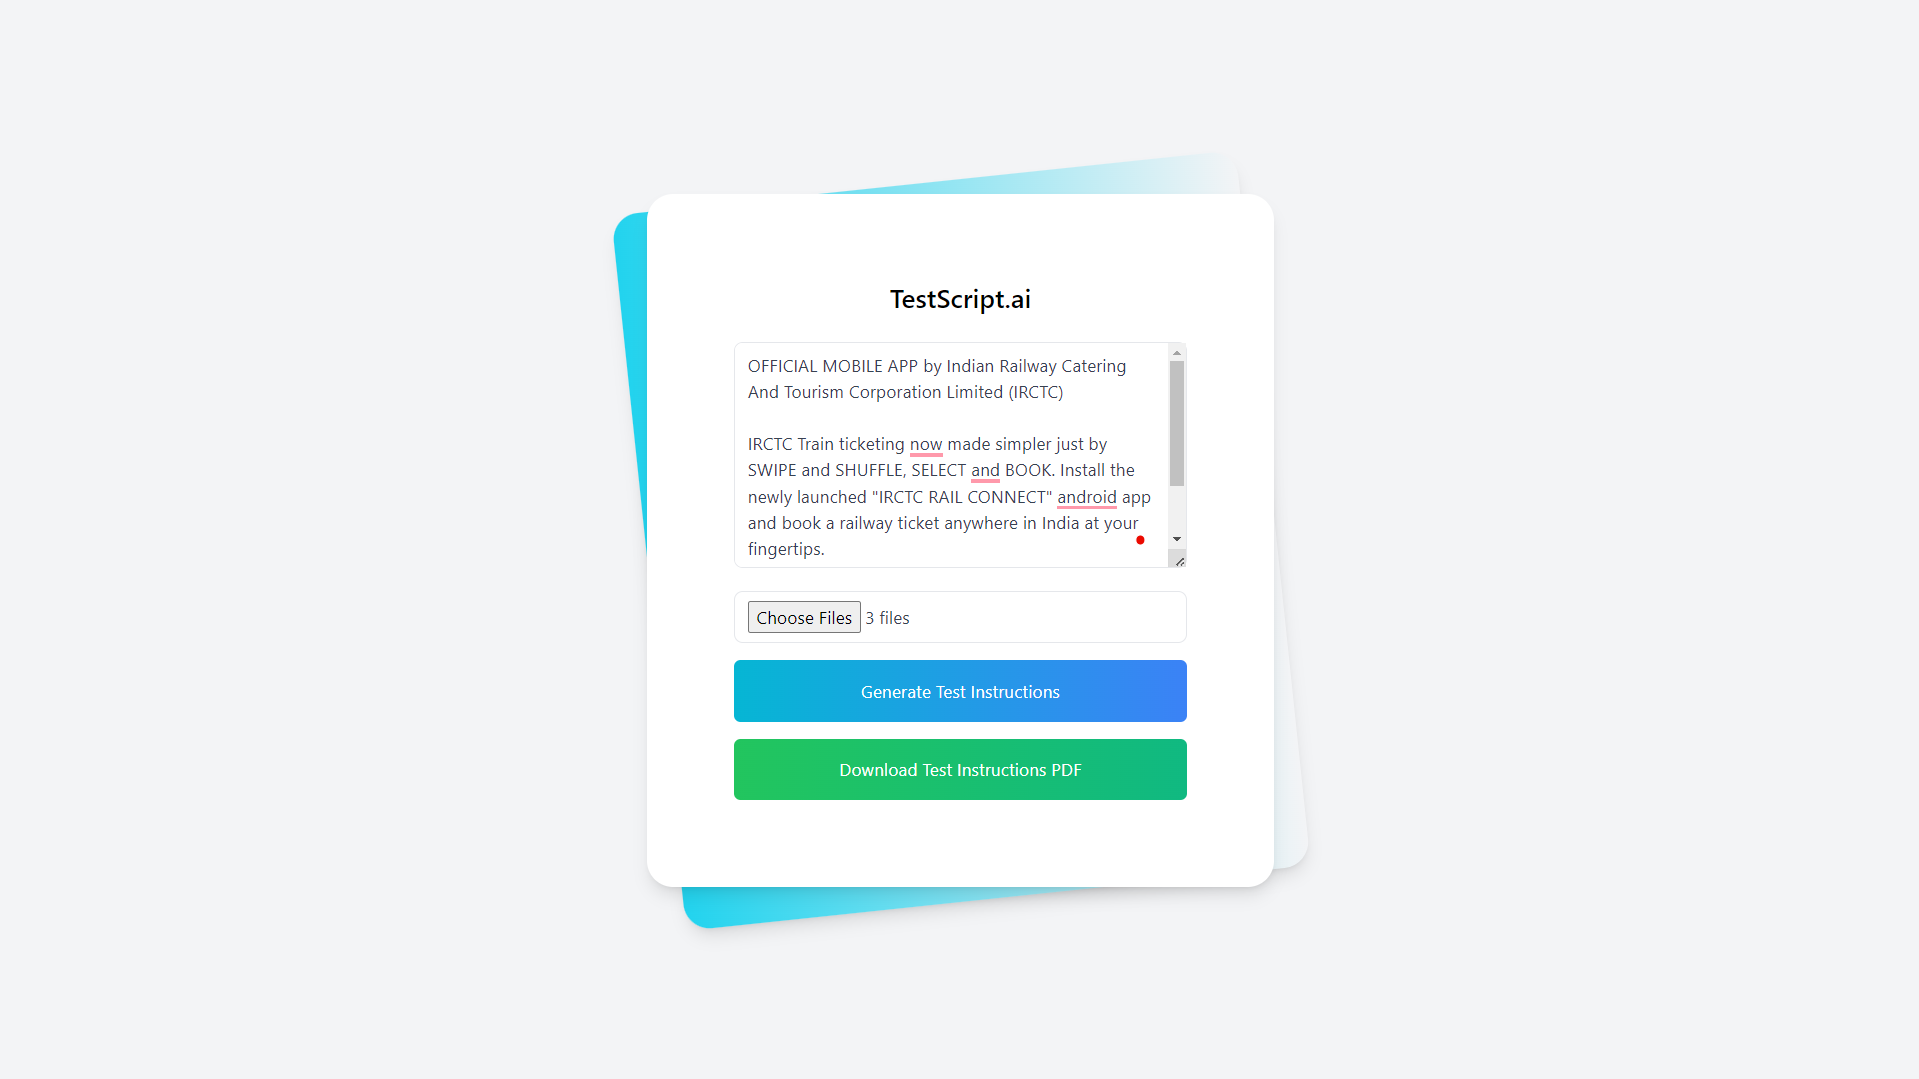 TestScript.ai
OFFICIAL MOBILE APP by Indian Railway Catering
And Tourism Corporation Limited (IRCTC)
IRCTC Train ticketing now made simpler just by
SWIPE and SHUFFLE, SELECT and BOOK. Install the
newly launched "IRCTC RAIL CONNECT" android app
and book a railway ticket anywhere in India at your
fingertips.
Choose Files 3 files
Generate Test Instructions
Download Test Instructions PDF